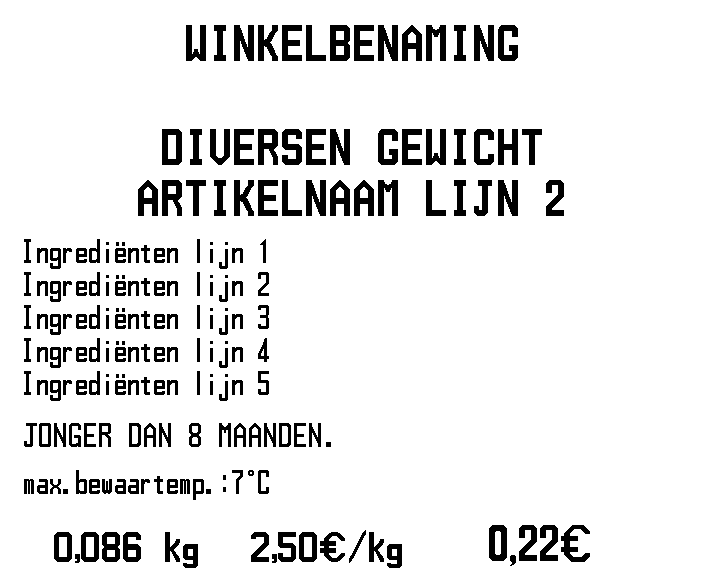 WINKELBENAMING
DIVERSEN GEWICHT
ARTIKELNAAM LIJN 2
Ingrediënten lijn 1
Ingrediënten lijn 2
Ingrediënten lijn 3
Ingrediënten lijn 4
Ingrediënten lijn 5
JONGER DAN 8 MAANDEN.
max.bewaartemp.:7°C
0,086 kg 2,50€/kg 0,22€